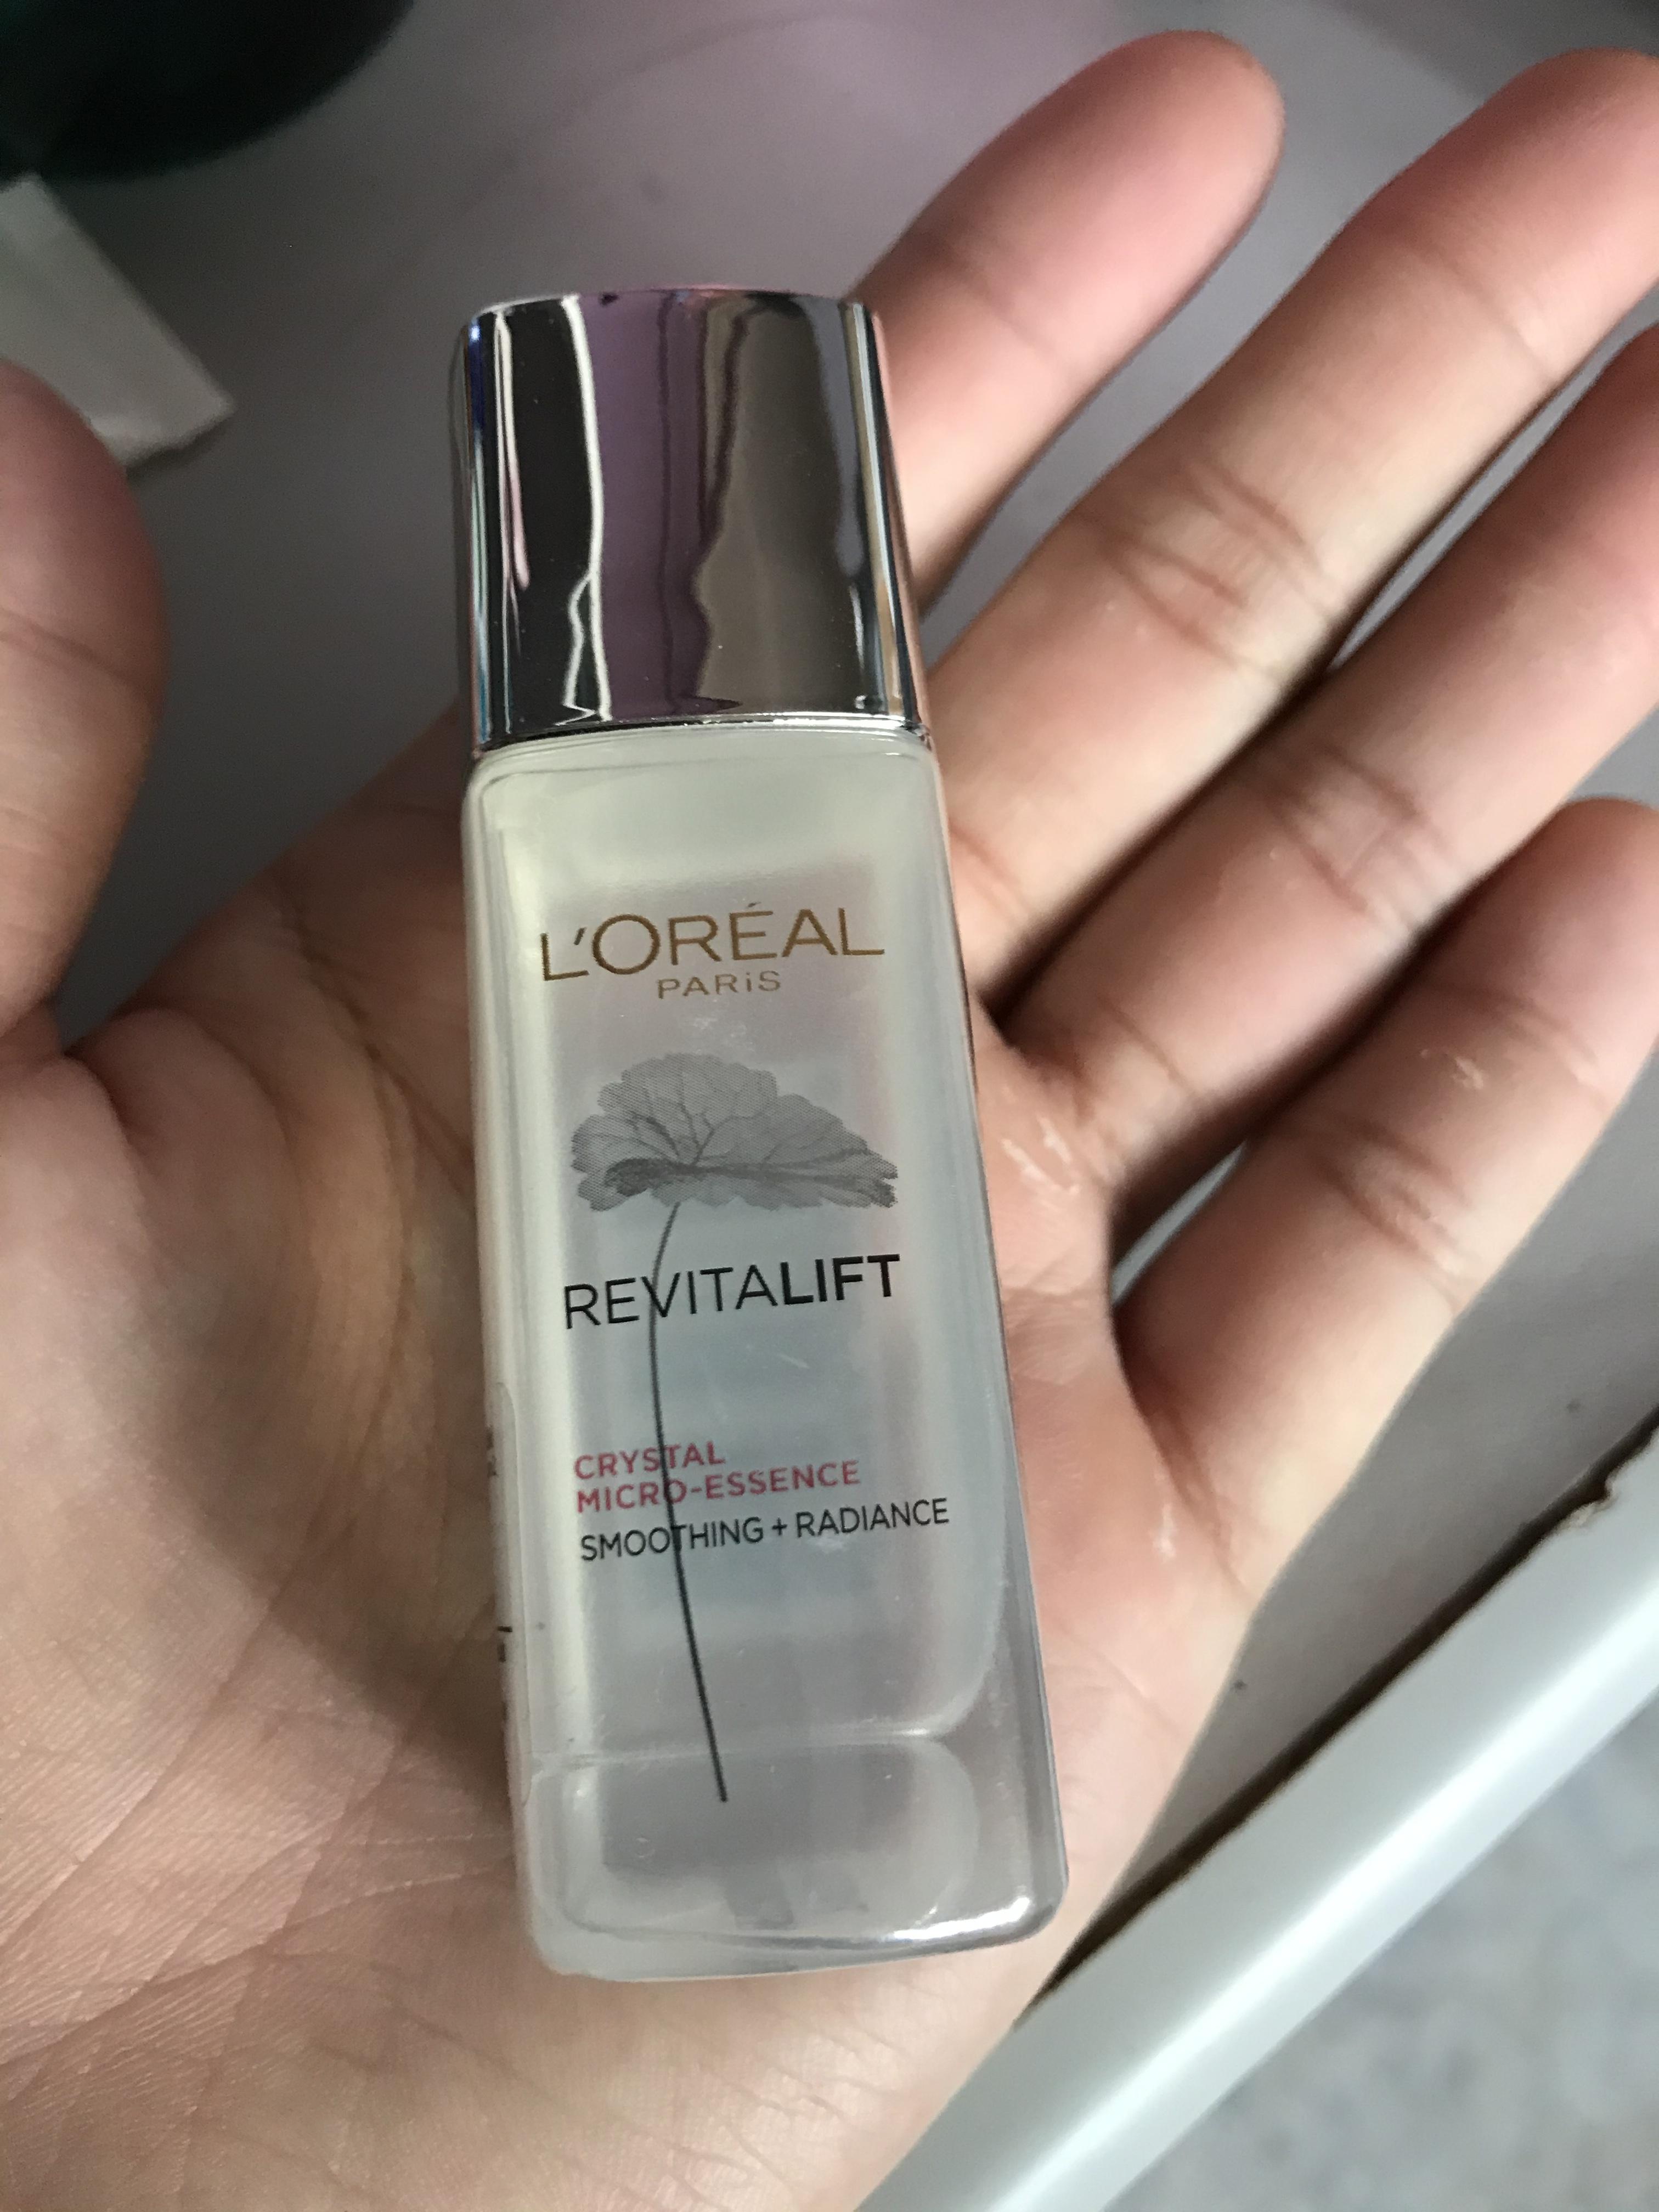 L'ORÉAL
PARiS
REVITALIFT
CRYSTAL
MICRO-ESSENCE
SMOOTHING + RADIANCE